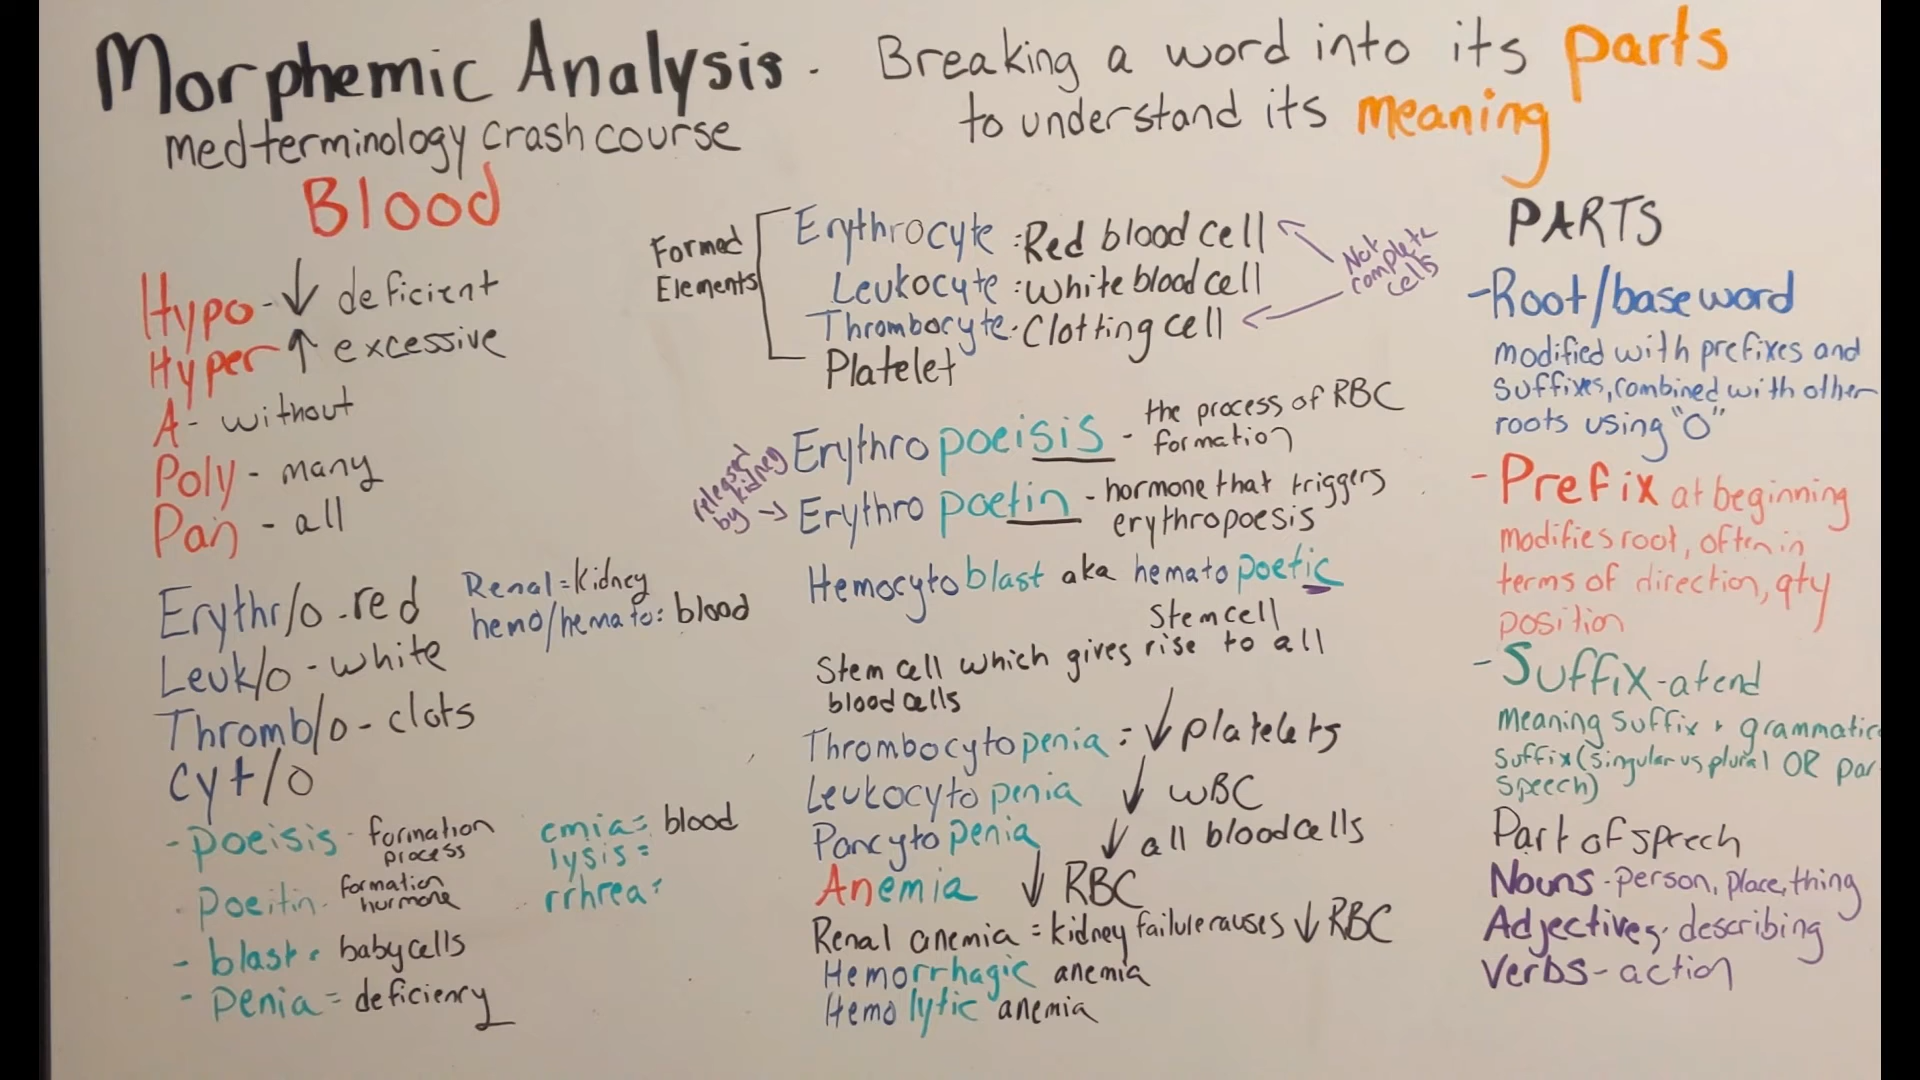 Morphemic Analysis. Breaking a word into its parts
to understand its meaning
med terminology crash course
Blood
Hypo - ↓ deficient
Hyper ↑ excessive
A - without
Poly - many
Pan - all
Erythr/o - red
Leuk/o - white
Thromb/o - clots
Cyt/o
Renal = kidney
hemo/hemato: blood
- poeisis - formation
process
- Poeitin - formation
hurmone
- blast = baby cells
- penia = deficiency
emia = blood
lysis =
rrhrea =
Formed
Elements
Erythrocyte : Red blood cell
Leukocyte : white blood cell
Thrombocyte : Clotting cell
Platelet
Not
complete
cells
Erythropoeisis - the process of RBC
formation
released
by kidney →
Erythropoetin - hormone that triggers
erythropoesis
Hemocytoblast aka hematopoetic
Stem cell
Stem cell which gives rise to all
blood cells
Thrombocytopenia = ↓ platelets
Leukocytopenia ↓ WBC
Pancytopenia ↓ all blood cells
Anemia ↓ RBC
Renal anemia = kidney failure causes ↓ RBC
Hemorrhagic anemia
Hemolytic anemia
PARTS
- Root/base word
modified with prefixes and
suffixes, combined with other
roots using "O"
- Prefix at beginning
modifies root, often in
terms of direction, qty
position
- Suffix - at end
Meaning suffix + grammatic
suffix (singular vs plural OR par
speech)
Part of speech
Nouns - person, place, thing
Adjectives - describing
Verbs - action